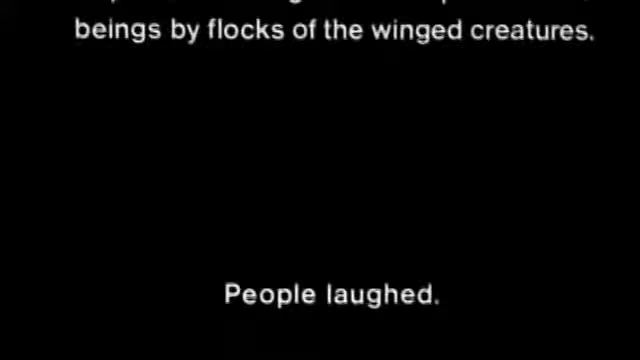 beings by flocks of the winged creatures.
People laughed.